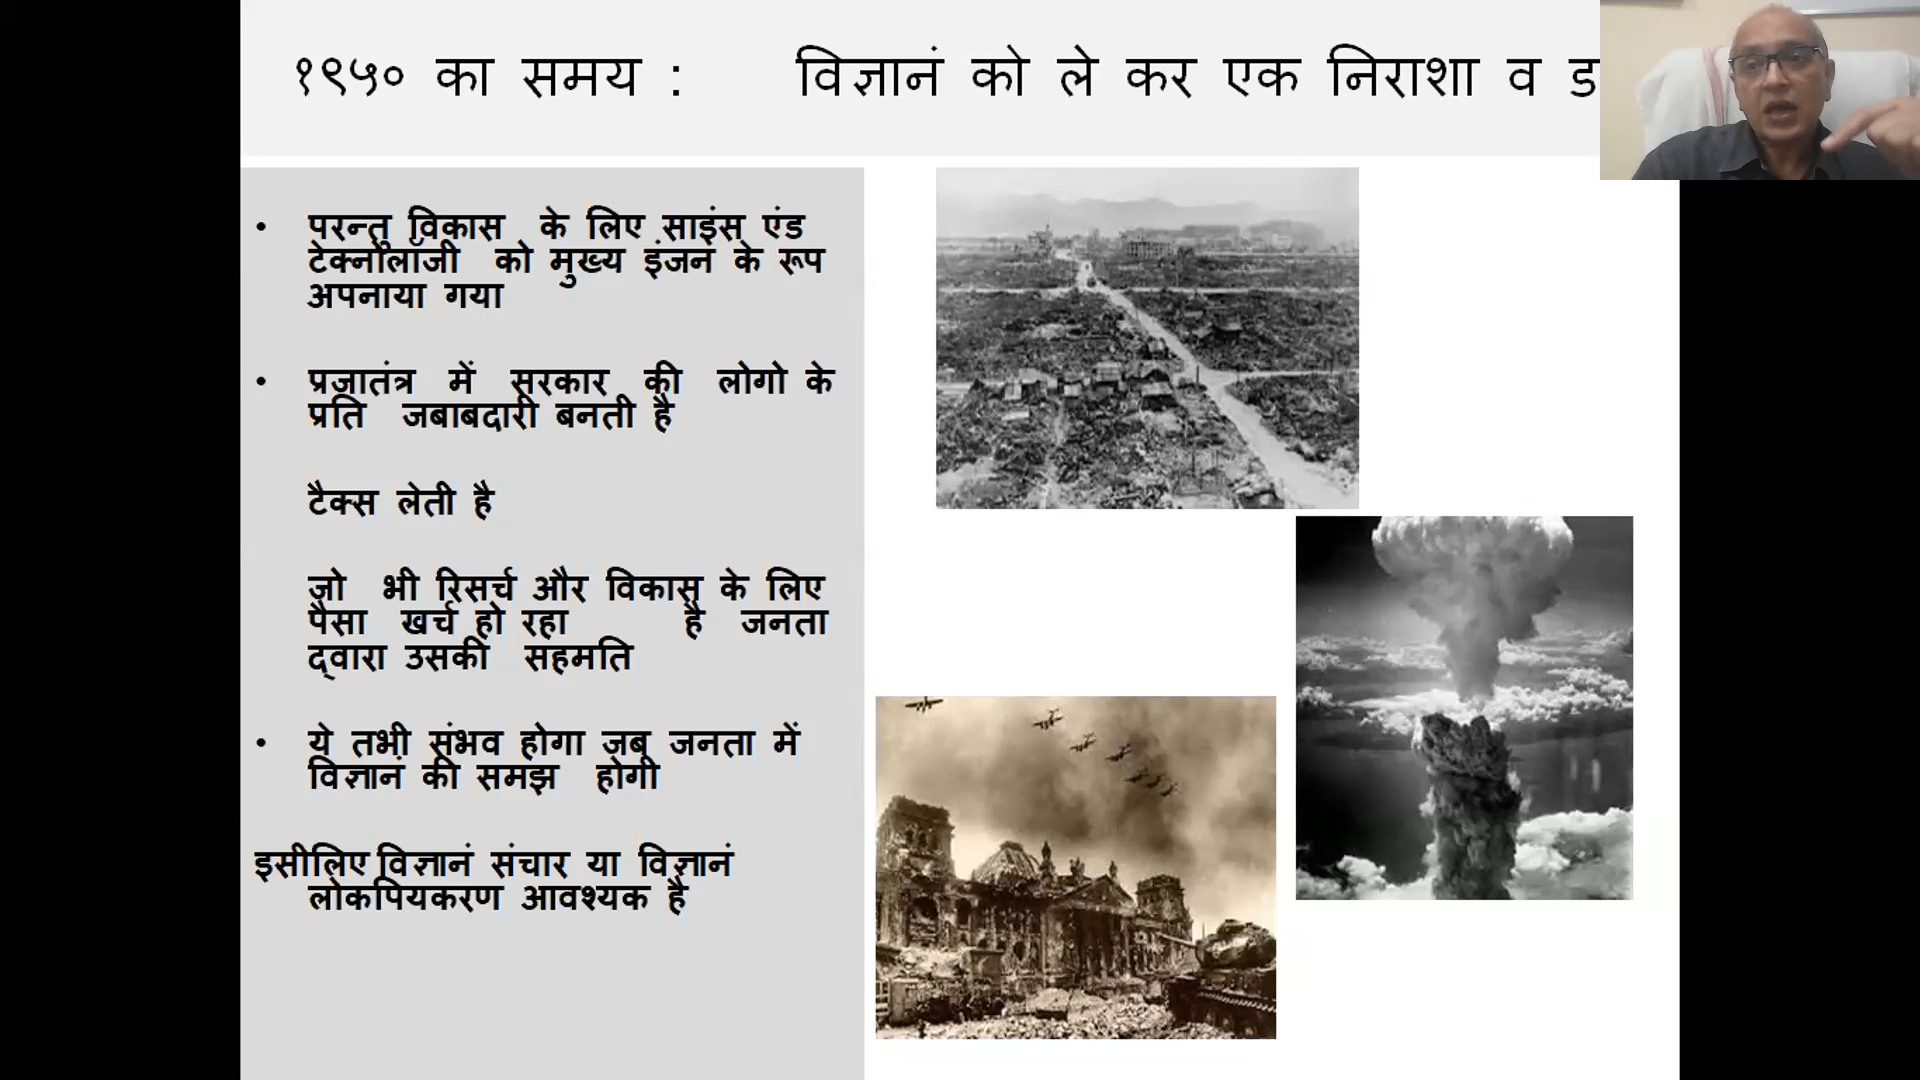 १९५० का समय : विज्ञानं को ले कर एक निराशा व
परन्तु विकास के लिए साइंस एंड
टेक्नोलॉजी को मुख्य इंजन के रूप
अपनाया गया
प्रजातंत्र में सरकार की लोगो के
प्रति जबाबदारी बनती है
टैक्स लेती है
जो भी रिसर्च और विकास के लिए
पैसा खर्च हो रहा है जनता
द्वारा उसकी सहमति
ये तभी संभव होगा जब जनता में
विज्ञानं की समझ होगी
इसीलिए विज्ञानं संचार या विज्ञानं
लोकपियकरण आवश्यक है